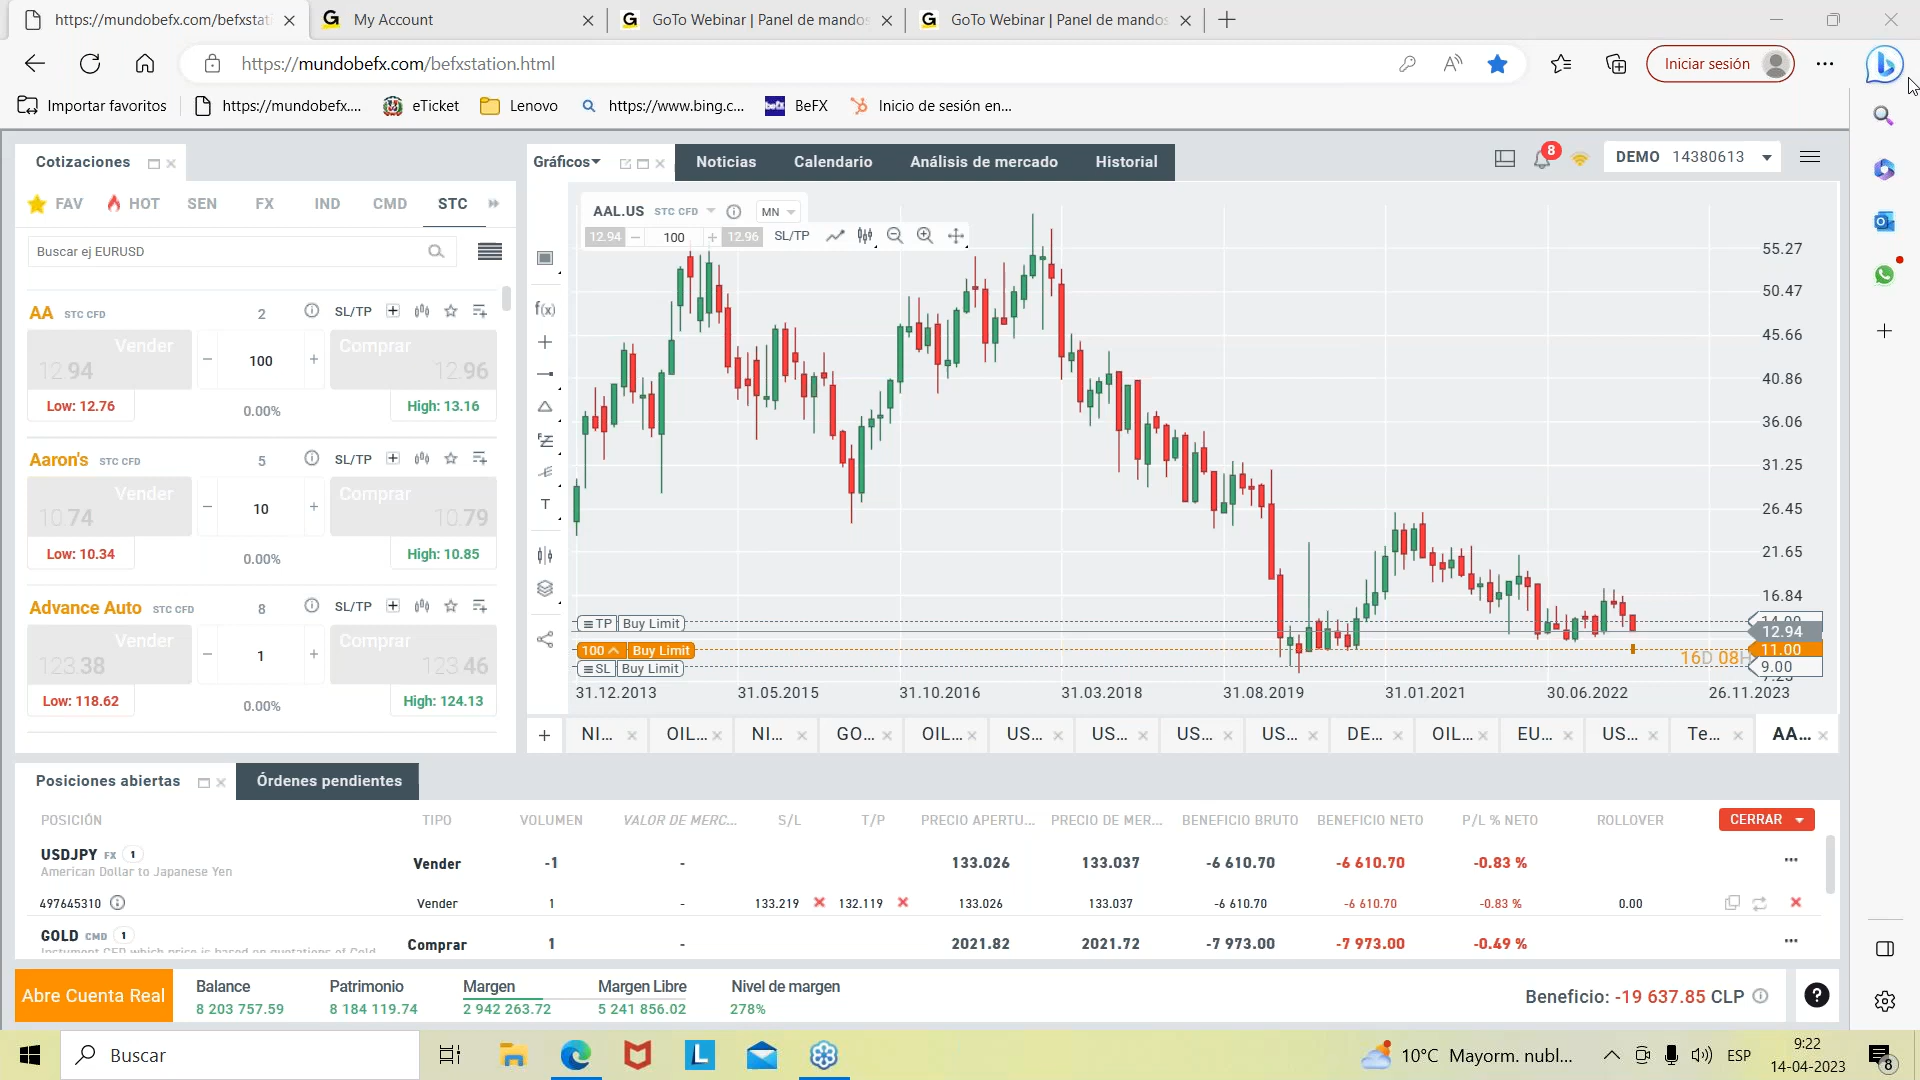 https://mundobefx.com/befxstati
My Account
GoTo Webinar | Panel de mandos
GoTo Webinar | Panel de mandos
https://mundobefx.com/befxstation.html
Iniciar sesión
Importar favoritos
https://mundobefx....
eTicket
Lenovo
https://www.bing.c...
BeFX
Inicio de sesión en...
Cotizaciones
Gráficos
Noticias
Calendario
Análisis de mercado
Historial
8
DEMO 14380613
FAV
HOT
SEN
FX
IND
CMD
STC
Buscar ej EURUSD
AAL.US STC CFD
MN
12.94
100
12.96
SL/TP
AA STC CFD
2
SL/TP
Vender
12.94
100
Comprar
12.96
Low: 12.76
0.00%
High: 13.16
Aaron's STC CFD
5
SL/TP
Vender
10.74
10
Comprar
10.79
Low: 10.34
0.00%
High: 10.85
Advance Auto STC CFD
8
SL/TP
Vender
123.38
1
Comprar
123.46
Low: 118.62
0.00%
High: 124.13
f(x)
T
55.27
50.47
45.66
40.86
36.06
31.25
26.45
21.65
16.84
12.94
11.00
9.00
TP Buy Limit
100 Buy Limit
SL Buy Limit
16D 08H
31.12.2013
31.05.2015
31.10.2016
31.03.2018
31.08.2019
31.01.2021
30.06.2022
26.11.2023
NI...
OIL...
NI...
GO...
OIL...
US...
US...
US...
US...
DE...
OIL...
EU...
US...
Te...
AA...
Posiciones abiertas
Órdenes pendientes
POSICIÓN
TIPO
VOLUMEN
VALOR DE MERC...
S/L
T/P
PRECIO APERTU...
PRECIO DE MER...
BENEFICIO BRUTO
BENEFICIO NETO
P/L % NETO
ROLLOVER
CERRAR
USDJPY FX 1
American Dollar to Japanese Yen
Vender
-1
-
133.026
133.037
-6 610.70
-6 610.70
-0.83 %
497645310
Vender
1
-
133.219
132.119
133.026
133.037
-6 610.70
-6 610.70
-0.83 %
0.00
GOLD CMD 1
Instument CFD which price is based on quotations of Gold
Comprar
1
-
2021.82
2021.72
-7 973.00
-7 973.00
-0.49 %
Abre Cuenta Real
Balance
8 203 757.59
Patrimonio
8 184 119.74
Margen
2 942 263.72
Margen Libre
5 241 856.02
Nivel de margen
278%
Beneficio: -19 637.85 CLP
Buscar
10°C Mayorm. nubl...
ESP
9:22
14-04-2023
8